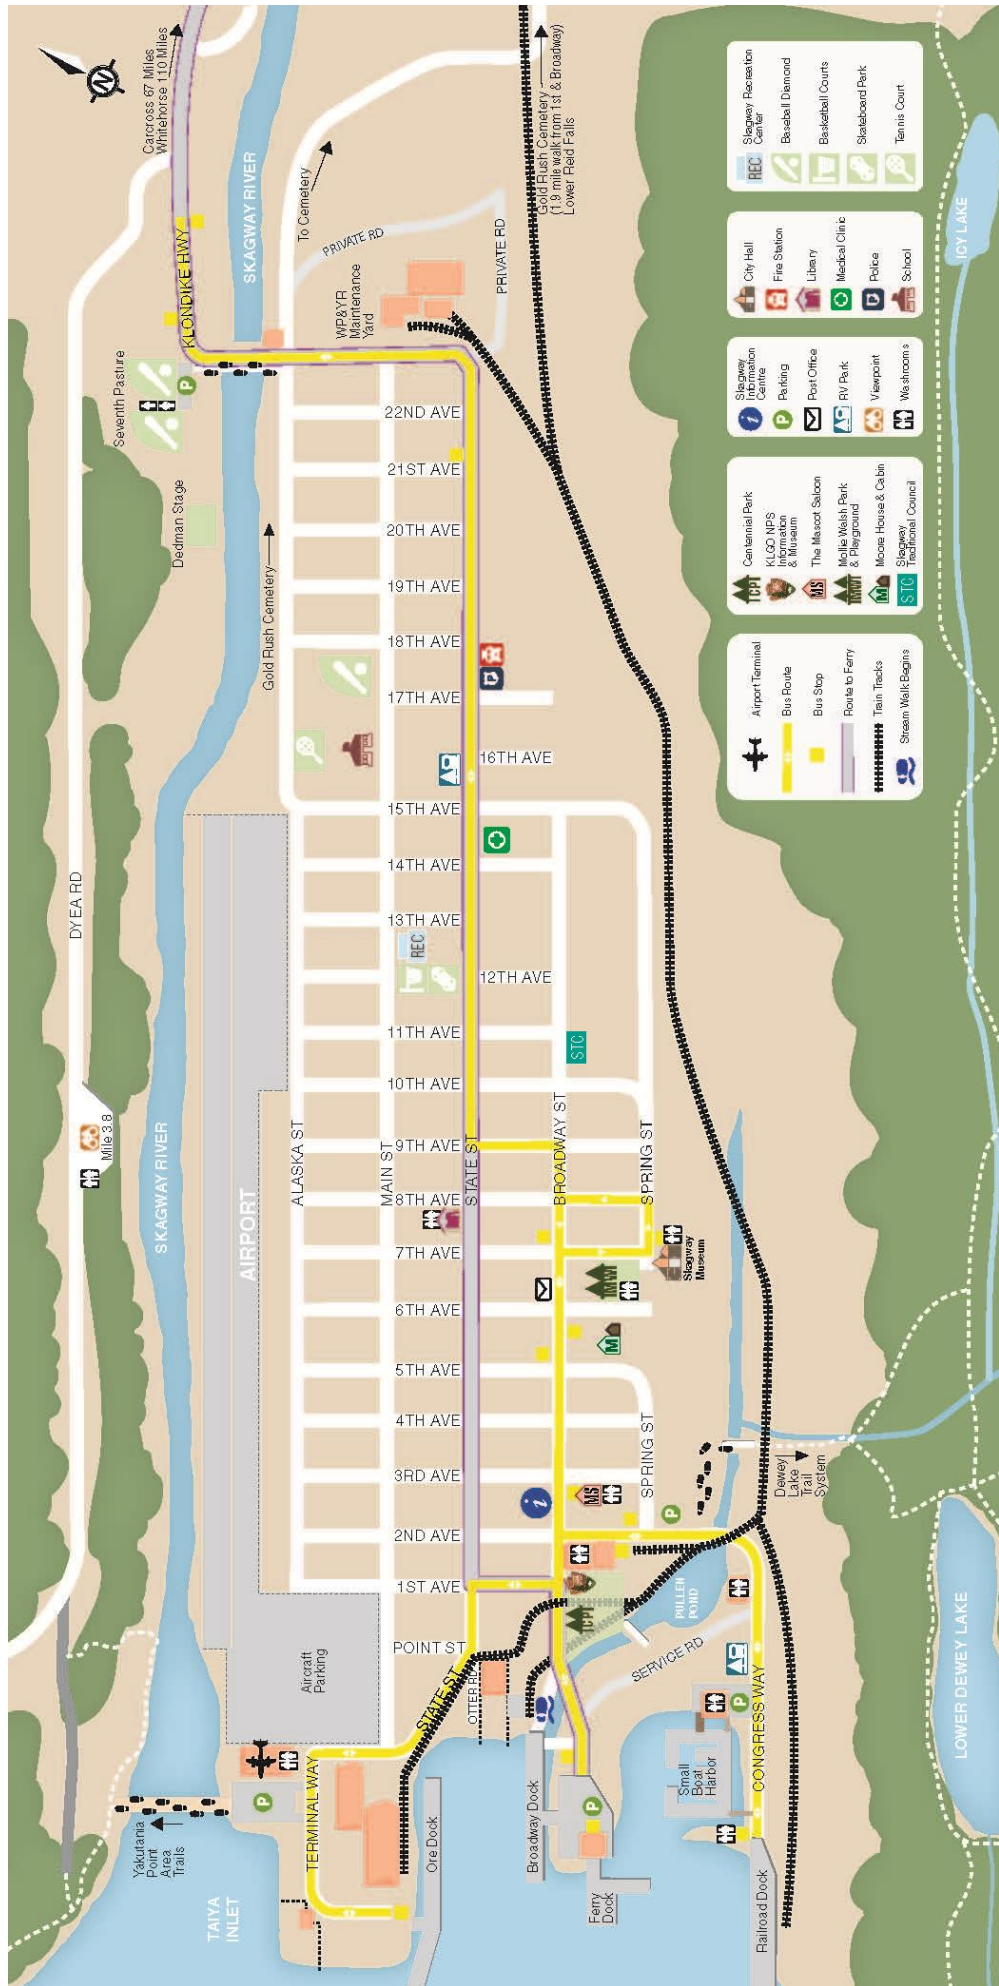 Carcross 67 Miles
Whitehorse 110 Miles
KLONDIKE HWY
SKAGWAY RIVER
To Cemetery
Gold Rush Cemetery
(1.9 mile walk from 1st & Broadway)
Lower Reid Falls
PRIVATE RD
PRIVATE RD
WP&YR
Maintenance
Yard
Seventh Pasture
P
Dedman Stage
Gold Rush Cemetery
DYEA RD
22ND AVE
21ST AVE
20TH AVE
19TH AVE
18TH AVE
17TH AVE
16TH AVE
15TH AVE
14TH AVE
13TH AVE
REC
12TH AVE
11TH AVE
STC
10TH AVE
9TH AVE
8TH AVE
7TH AVE
6TH AVE
5TH AVE
4TH AVE
3RD AVE
2ND AVE
1ST AVE
POINT ST
ALASKA ST
MAIN ST
STATE ST
BROADWAY ST
SPRING ST
SPRING ST
Mile 3.8
SKAGWAY RIVER
AIRPORT
Aircraft
Parking
Skagway
Museum
MWP
M
i
MS
P
TCPT
PULLEN
POND
Dewey
Lake
Trail
System
STATE ST
OTTER RD
SERVICE RD
CONGRESS WAY
TERMINAL WAY
P
Small
Boat
Harbor
P
P
Yakutania
Point
Area
Trails
TAIYA
INLET
Ore Dock
Broadway Dock
Ferry
Dock
Railroad Dock
LOWER DEWEY LAKE
ICY LAKE
N
Airport Terminal
Bus Route
Bus Stop
Route to Ferry
Train Tracks
Stream Walk Begins
TCPT
Centennial Park
KLGO NPS
Information
& Museum
MS
The Mascot Saloon
Mollie Walsh Park
& Playground
M
Moore House & Cabin
STC
Skagway
Traditional Council
i
Skagway
Information
Centre
P
Parking
Post Office
RV Park
Viewpoint
Washrooms
City Hall
Fire Station
Library
Medical Clinic
Police
School
REC
Skagway Recreation
Center
Baseball Diamond
Basketball Courts
Skateboard Park
Tennis Court